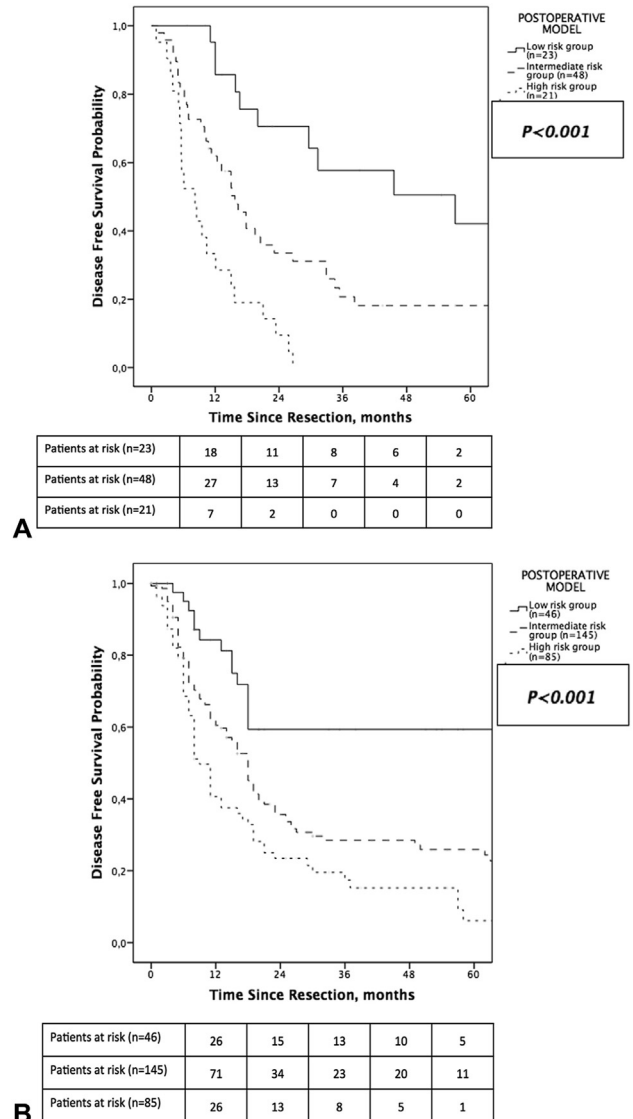 POSTOPERATIVE
MODEL
Low risk group
(n=23)
Intermediate risk
group (n=48)
High risk group
(n=21)
P<0.001
Disease Free Survival Probability
1,0
0,8
0,6
0,4
0,2
0,0
0 12 24 36 48 60
Time Since Resection, months
Patients at risk (n=23) 18 11 8 6 2
Patients at risk (n=48) 27 13 7 4 2
Patients at risk (n=21) 7 2 0 0 0
A
POSTOPERATIVE
MODEL
Low risk group
(n=46)
Intermediate risk
group (n=145)
High risk group
(n=85)
P<0.001
Disease Free Survival Probability
1,0
0,8
0,6
0,4
0,2
0,0
0 12 24 36 48 60
Time Since Resection, months
Patients at risk (n=46) 26 15 13 10 5
Patients at risk (n=145) 71 34 23 20 11
Patients at risk (n=85) 26 13 8 5 1
B